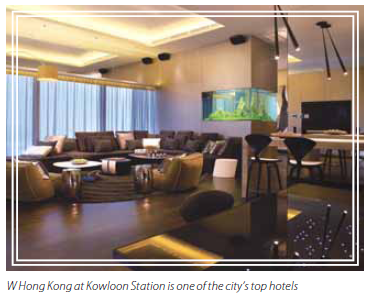 W Hong Kong at Kowloon Station is one of the city's top hotels